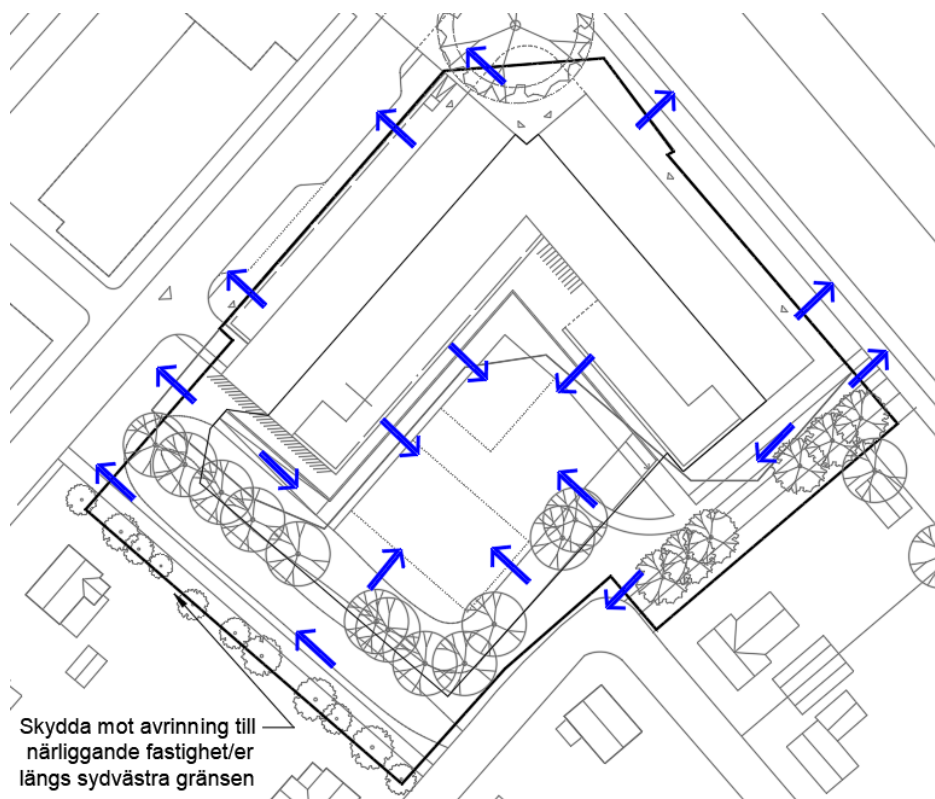 Skydda mot avrinning till
närliggande fastighet/er
längs sydvästra gränsen